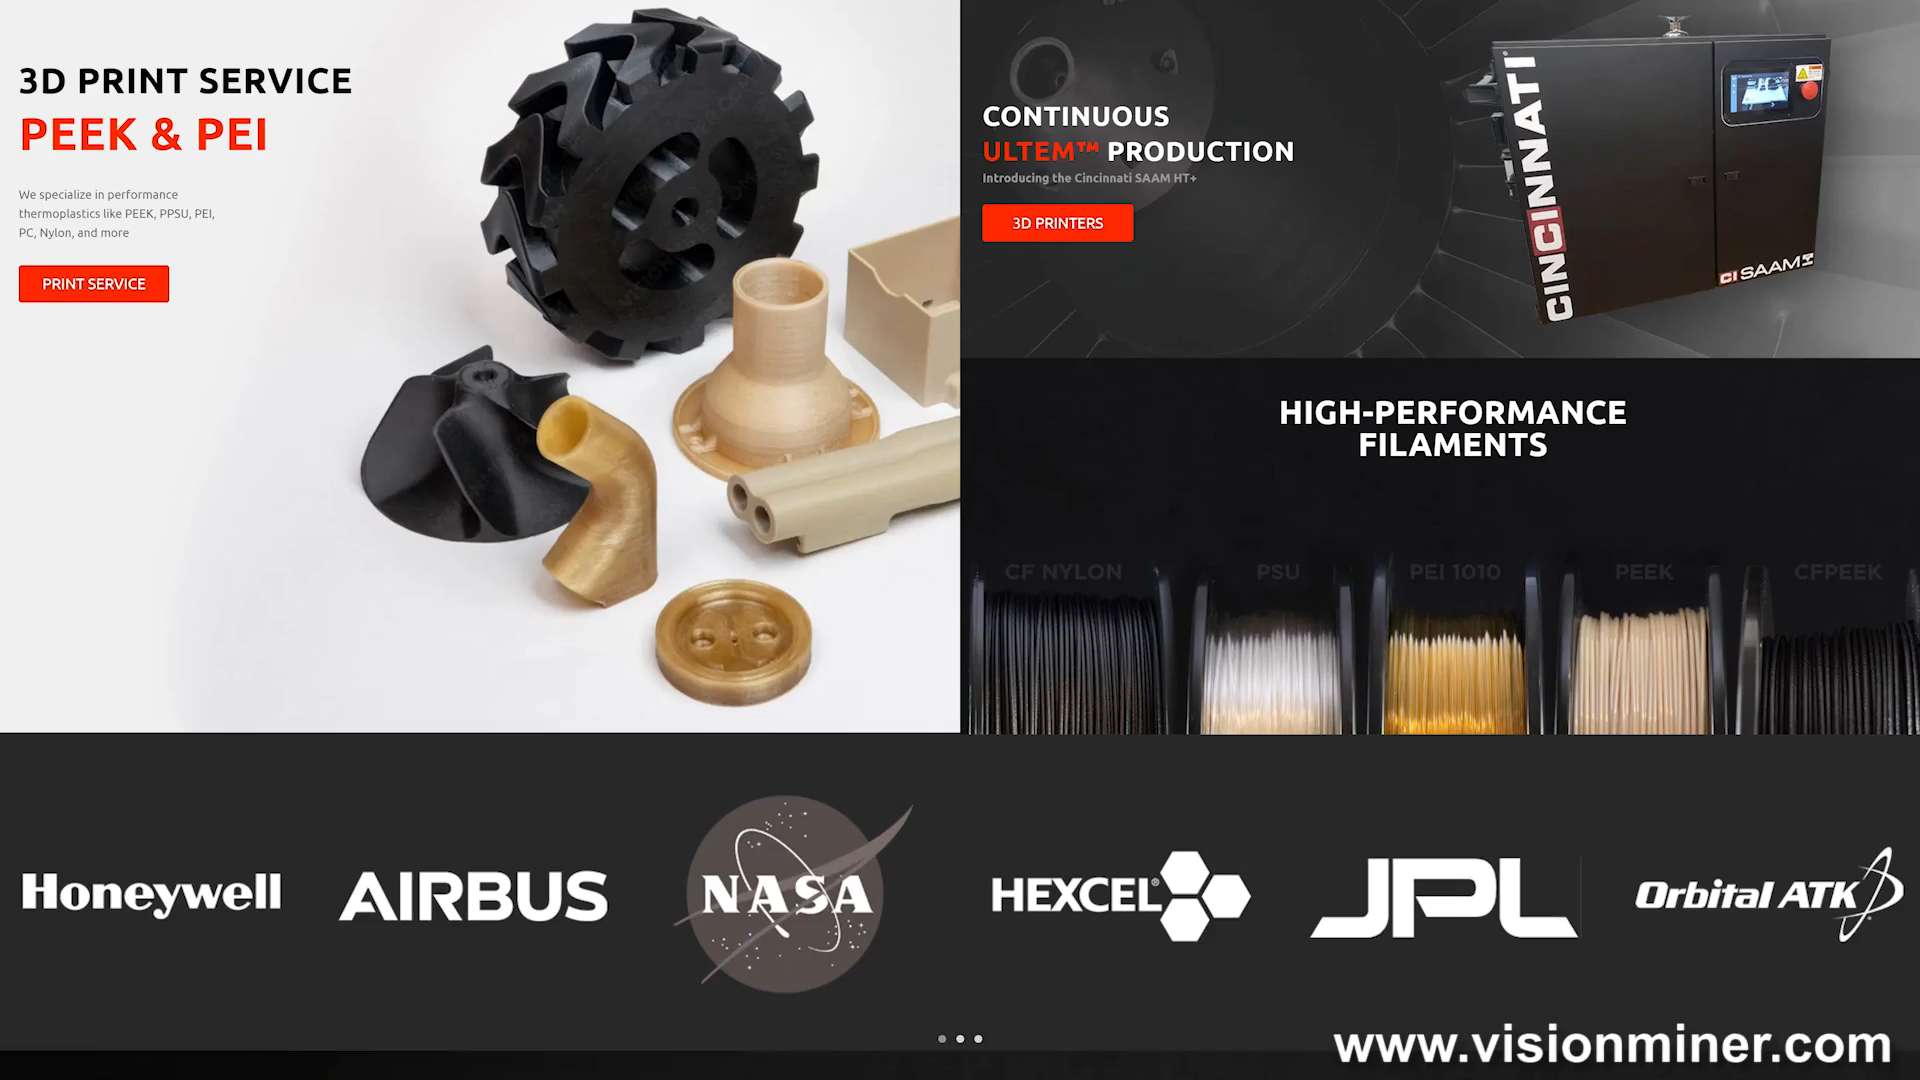 3D PRINT SERVICE
PEEK & PEI
We specialize in performance
thermoplastics like PEEK, PPSU, PEI,
PC, Nylon, and more
PRINT SERVICE
CONTINUOUS
ULTEM™ PRODUCTION
Introducing the Cincinnati SAAM HT+
3D PRINTERS
CINCINNATI
CI SAAM
HIGH-PERFORMANCE
FILAMENTS
CF NYLON PSU PEI 1010 PEEK CFPEEK
Honeywell AIRBUS NASA HEXCEL® JPL Orbital ATK
www.visionminer.com